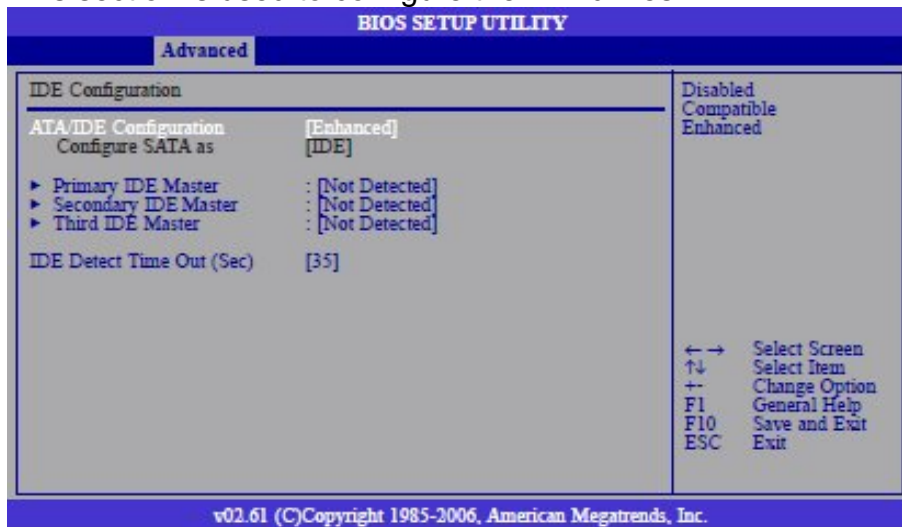 BIOS SETUP UTILITY
Advanced
IDE Configuration
ATA/IDE Configuration [Enhanced]
Configure SATA as [IDE]
► Primary IDE Master : [Not Detected]
► Secondary IDE Master : [Not Detected]
► Third IDE Master : [Not Detected]
IDE Detect Time Out (Sec) [35]
Disabled
Compatible
Enhanced
←→ Select Screen
↑↓ Select Item
+- Change Option
F1 General Help
F10 Save and Exit
ESC Exit
v02.61 (C)Copyright 1985-2006, American Megatrends, Inc.